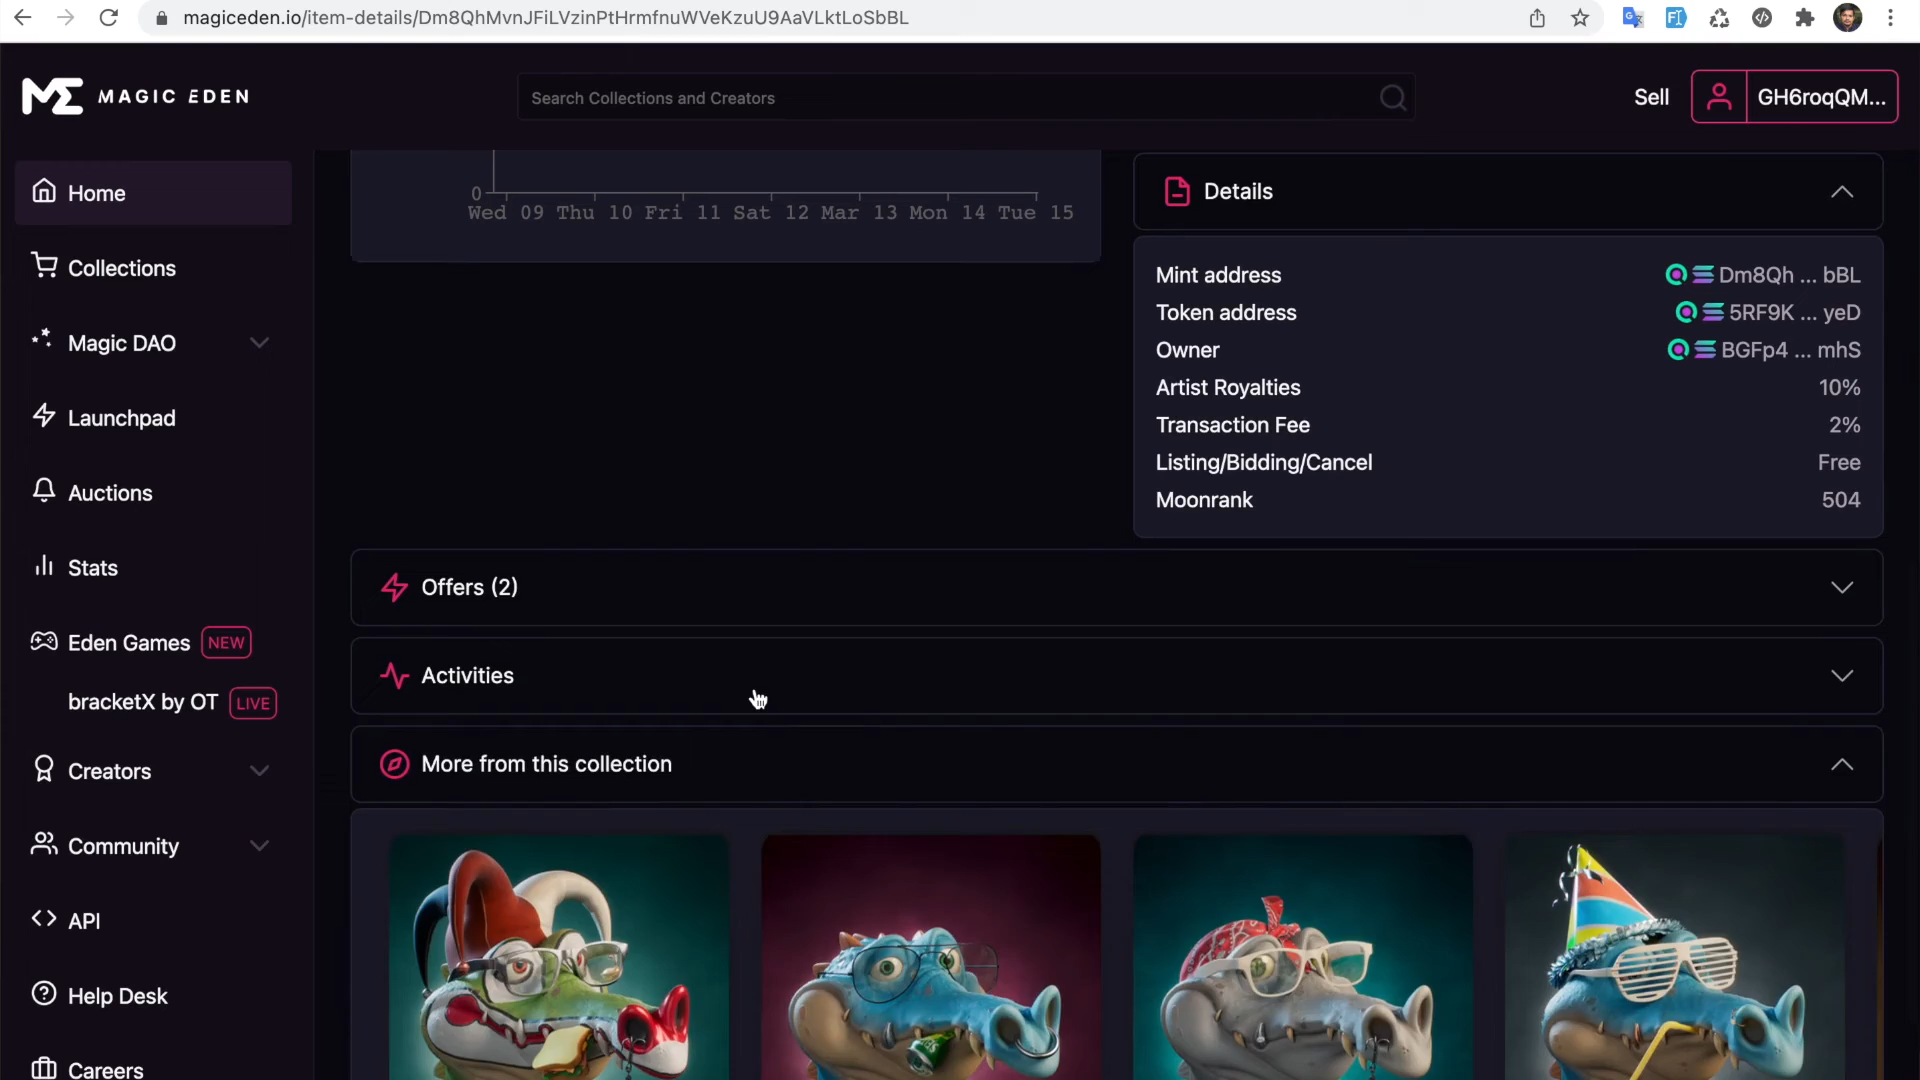 magiceden.io/item-details/Dm8QhMvnJFiLVzinPtHrmfnuWVeKzuU9AaVLktLoSbBL
MAGIC EDEN
Search Collections and Creators
Sell
GH6roqQM...
Home
Collections
Magic DAO
Launchpad
Auctions
Stats
Eden Games NEW
bracketX by OT LIVE
Creators
Community
API
Help Desk
Careers
0
Wed 09 Thu 10 Fri 11 Sat 12 Mar 13 Mon 14 Tue 15
Details
Mint address Dm8Qh ... bBL
Token address 5RF9K ... yeD
Owner BGFp4 ... mhS
Artist Royalties 10%
Transaction Fee 2%
Listing/Bidding/Cancel Free
Moonrank 504
Offers (2)
Activities
More from this collection